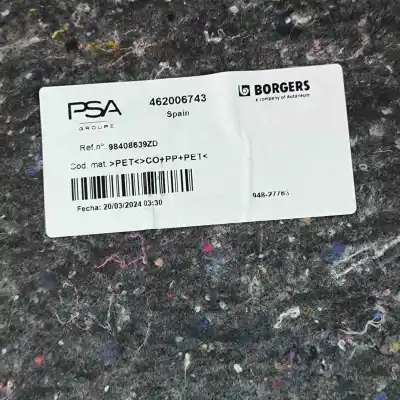 PSA
GROUPE
462006743
Spain
BORGERS
a company of Autoneum
Ref.nº. 98408639ZD
Cod. mat. >PET<>CO+PP+PET<
Fecha: 20/03/2024 03:30
948-27763